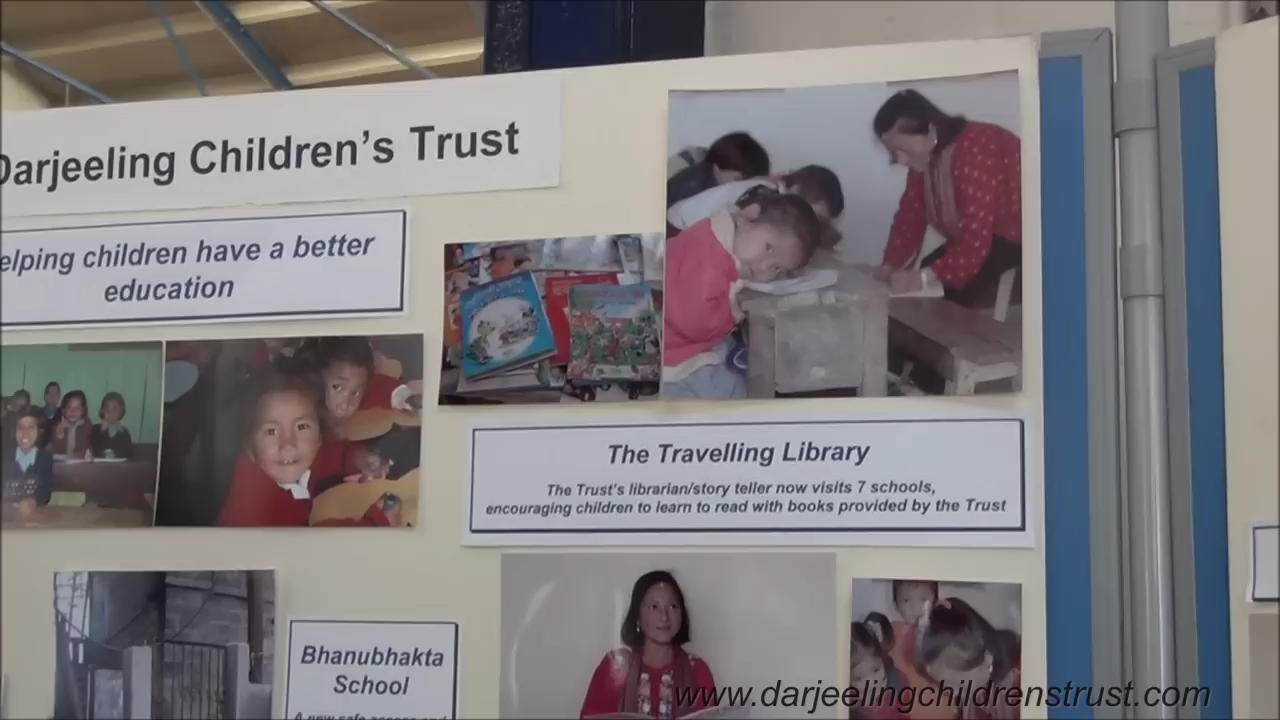 Darjeeling Children's Trust
elping children have a better
education
The Travelling Library
The Trust's librarian/story teller now visits 7 schools,
encouraging children to learn to read with books provided by the Trust
Bhanubhakta
School
www.darjeelingchildrenstrust.com